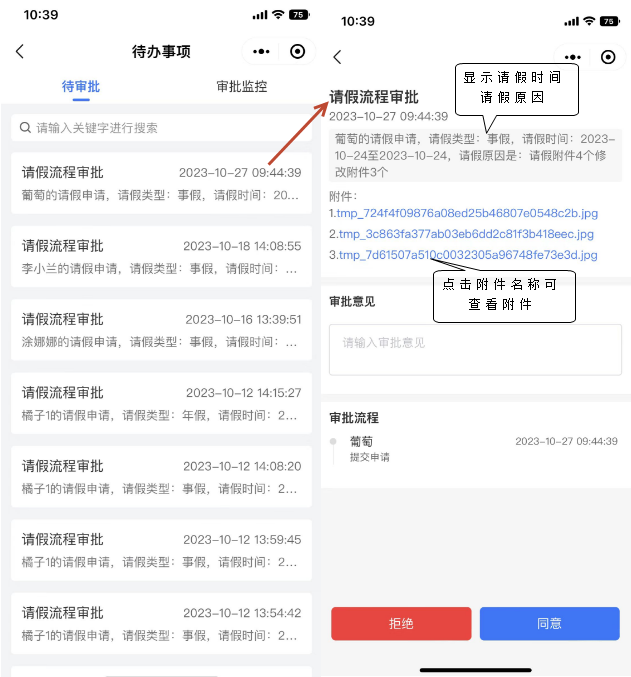 10:39
75
待办事项
待审批
审批监控
请输入关键字进行搜索
请假流程审批
2023-10-27 09:44:39
葡萄的请假申请，请假类型：事假，请假时间：20...
请假流程审批
2023-10-18 14:08:55
李小兰的请假申请，请假类型：事假，请假时间：...
请假流程审批
2023-10-16 13:39:51
涂娜娜的请假申请，请假类型：事假，请假时间：...
请假流程审批
2023-10-12 14:15:27
橘子1的请假申请，请假类型：年假，请假时间：2...
请假流程审批
2023-10-12 14:08:20
橘子1的请假申请，请假类型：事假，请假时间：2...
请假流程审批
2023-10-12 13:59:45
橘子1的请假申请，请假类型：事假，请假时间：2...
请假流程审批
2023-10-12 13:54:42
橘子1的请假申请，请假类型：事假，请假时间：2...
10:39
75
显示请假时间
请假原因
请假流程审批
2023-10-27 09:44:39
葡萄的请假申请，请假类型：事假，请假时间：2023-
10-24至2023-10-24，请假原因是：请假附件4个修
改附件3个
附件：
1.tmp_724f4f09876a08ed25b46807e0548c2b.jpg
2.tmp_3c863fa377ab03eb6dd2c81f3b418eec.jpg
3.tmp_7d61507a510c0032305a96748fe73e3d.jpg
点击附件名称可
查看附件
审批意见
请输入审批意见
审批流程
葡萄
2023-10-27 09:44:39
提交申请
拒绝
同意